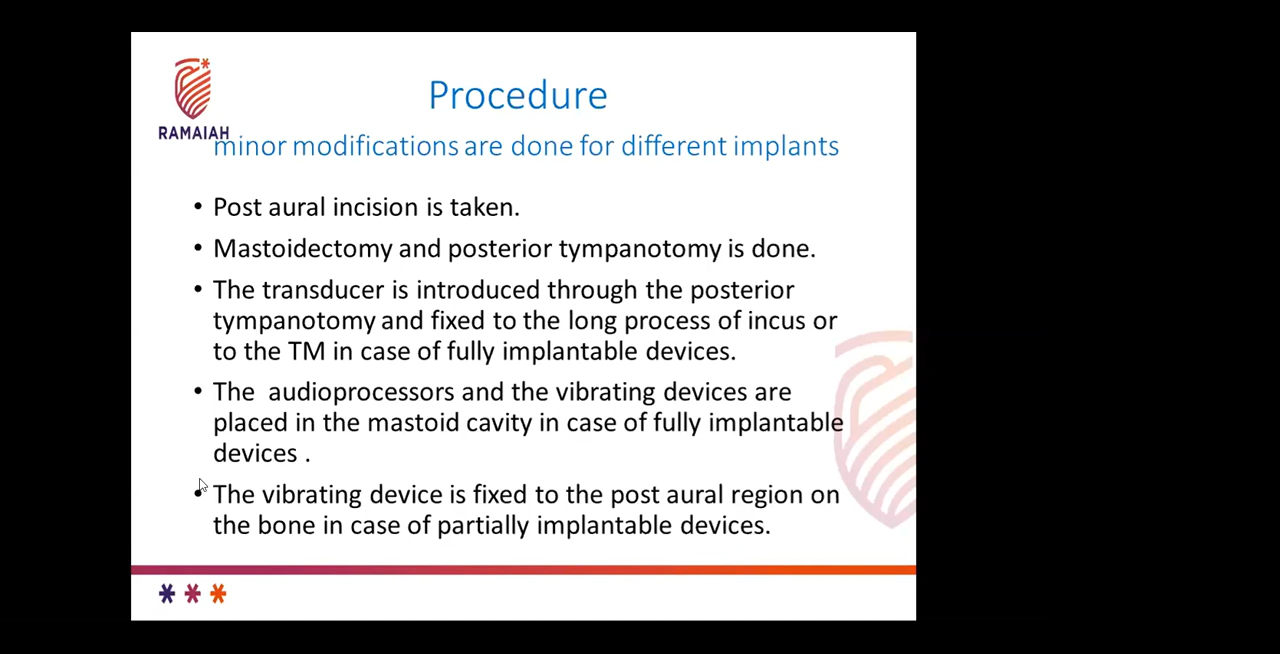 RAMAIAH
Procedure
minor modifications are done for different implants
• Post aural incision is taken.
• Mastoidectomy and posterior tympanotomy is done.
• The transducer is introduced through the posterior
tympanotomy and fixed to the long process of incus or
to the TM in case of fully implantable devices.
• The audioprocessors and the vibrating devices are
placed in the mastoid cavity in case of fully implantable
devices .
• The vibrating device is fixed to the post aural region on
the bone in case of partially implantable devices.